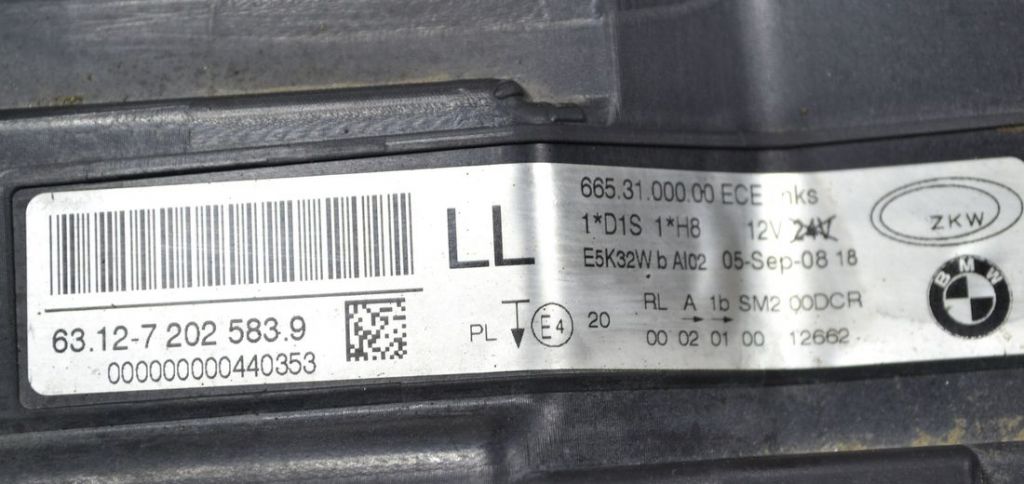 63.12-7 202 583.9
000000000440353
LL
665.31.000.00 ECE
1*D1S 1*H8 12V 24V
E5K32W b AI02 05-Sep-08 18
PL E4 20
RL A 1b SM2 00DCR
00 02 01 00 12662
ZKW
BMW